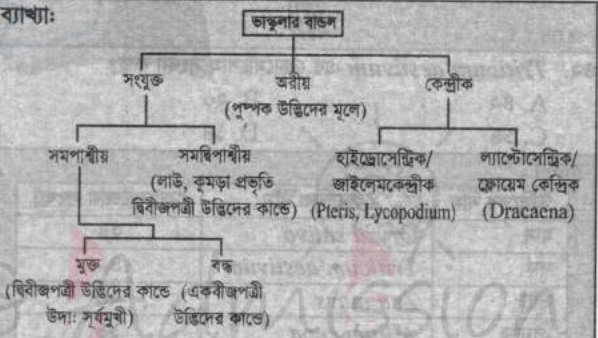 ব্যাখ্যাঃ
ভাস্কুলার বান্ডল
সংযুক্ত অরীয় কেন্দ্রীক
(পুষ্পক উদ্ভিদের মূলে)
সমপার্শ্বীয় সমদ্বিপার্শ্বীয় হাইড্রোসেন্ট্রিক/ ল্যাপ্টোসেন্ট্রিক/
(লাউ, কুমড়া প্রভৃতি জাইলেমকেন্দ্রীক ফ্লোয়েম কেন্দ্রিক
দ্বিবীজপত্রী উদ্ভিদের কান্ডে) (Pteris, Lycopodium) (Dracaena)
মুক্ত বদ্ধ
(দ্বিবীজপত্রী উদ্ভিদের কান্ডে (একবীজপত্রী
উদাঃ সূর্যমুখী) উদ্ভিদের কান্ডে)